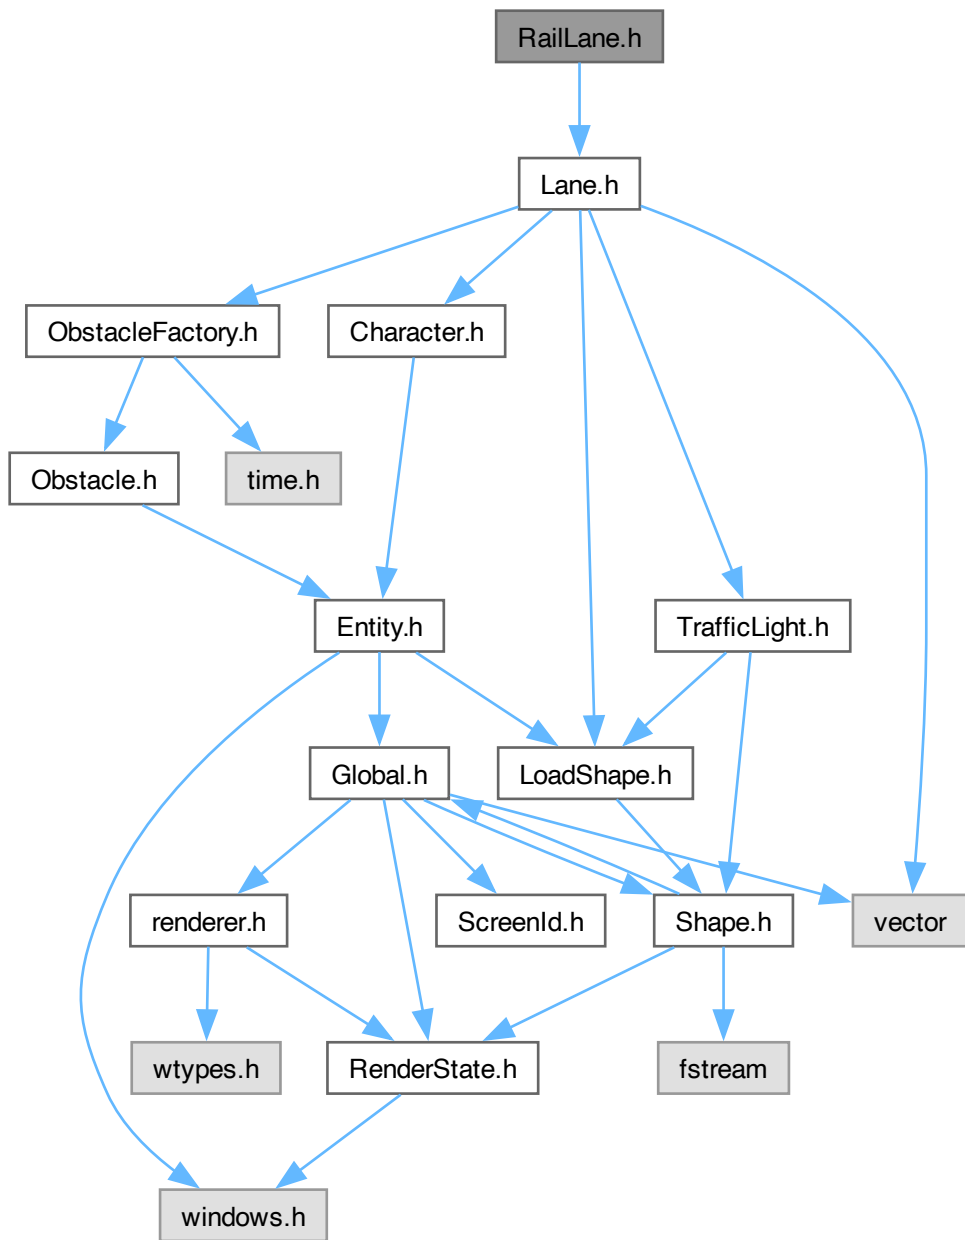 RailLane.h
Lane.h
ObstacleFactory.h
Character.h
Obstacle.h
time.h
Entity.h
TrafficLight.h
Global.h
LoadShape.h
renderer.h
ScreenId.h
Shape.h
vector
wtypes.h
RenderState.h
fstream
windows.h